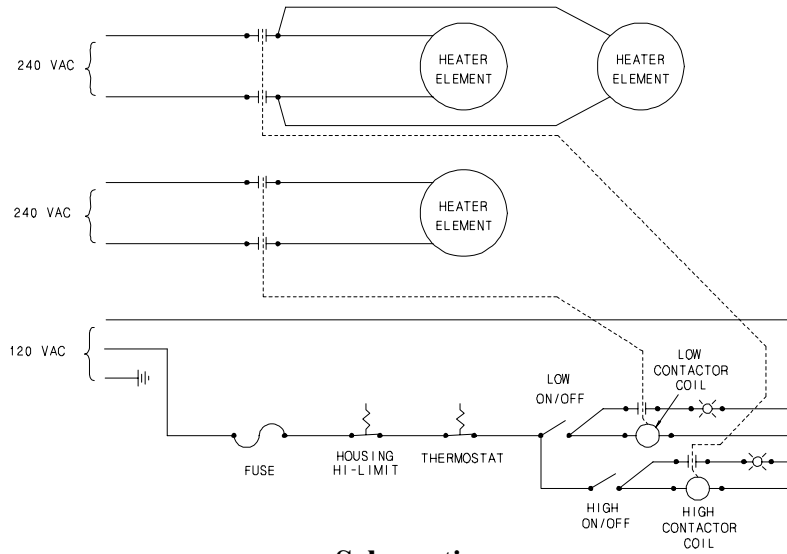 240 VAC
HEATER
ELEMENT
HEATER
ELEMENT
240 VAC
HEATER
ELEMENT
120 VAC
LOW
CONTACTOR
COIL
LOW
ON/OFF
FUSE
HOUSING
HI-LIMIT
THERMOSTAT
HIGH
ON/OFF
HIGH
CONTACTOR
COIL